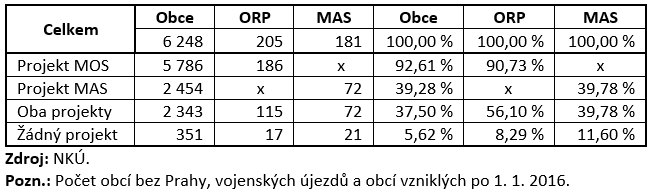 Celkem Obce ORP MAS Obce ORP MAS
6 248 205 181 100,00 % 100,00 % 100,00 %
Projekt MOS 5 786 186 x 92,61 % 90,73 % x
Projekt MAS 2 454 x 72 39,28 % x 39,78 %
Oba projekty 2 343 115 72 37,50 % 56,10 % 39,78 %
Žádný projekt 351 17 21 5,62 % 8,29 % 11,60 %
Zdroj: NKÚ.
Pozn.: Počet obcí bez Prahy, vojenských újezdů a obcí vzniklých po 1. 1. 2016.